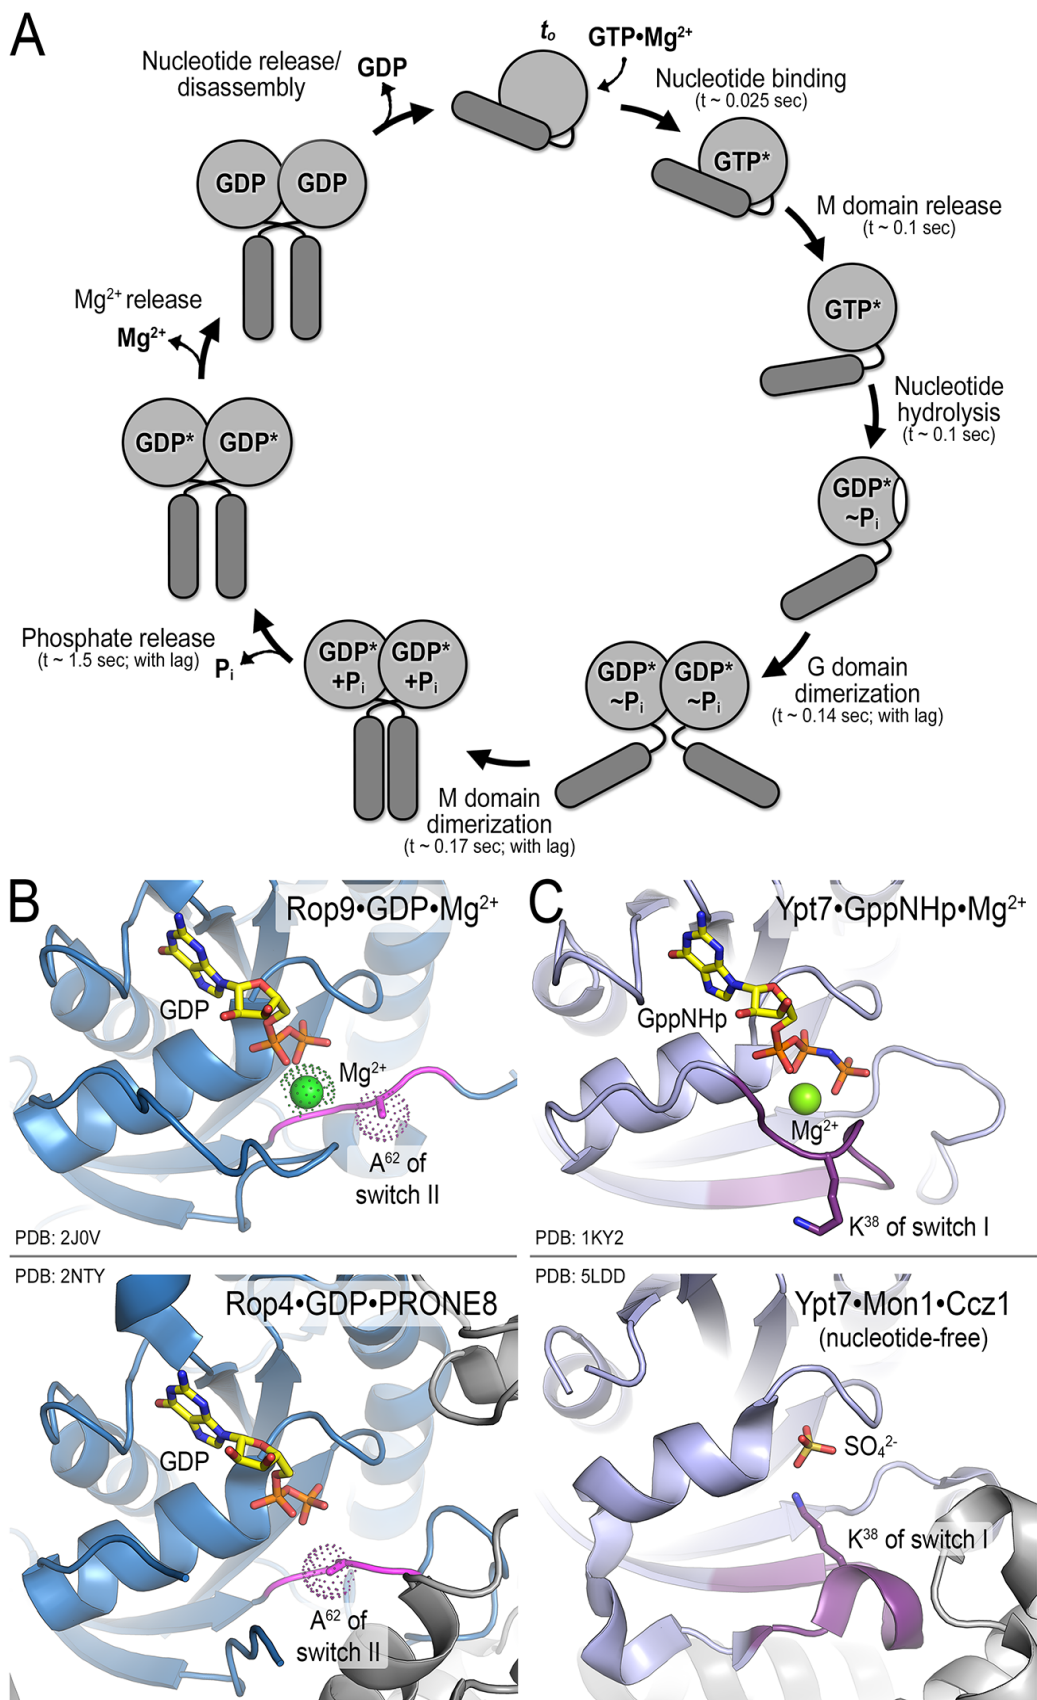 A
Nucleotide release/
disassembly
GDP
tₒ
GTP•Mg²⁺
Nucleotide binding
(t ~ 0.025 sec)
GTP*
M domain release
(t ~ 0.1 sec)
GTP*
Nucleotide
hydrolysis
(t ~ 0.1 sec)
GDP*
~Pᵢ
G domain
dimerization
(t ~ 0.14 sec; with lag)
GDP* GDP*
~Pᵢ ~Pᵢ
M domain
dimerization
(t ~ 0.17 sec; with lag)
GDP* GDP*
+Pᵢ +Pᵢ
Phosphate release
(t ~ 1.5 sec; with lag)
Pᵢ
GDP* GDP*
Mg²⁺ release
Mg²⁺
GDP GDP
B
Rop9•GDP•Mg²⁺
GDP
Mg²⁺
A⁶² of
switch II
PDB: 2J0V
PDB: 2NTY
Rop4•GDP•PRONE8
GDP
A⁶² of
switch II
C
Ypt7•GppNHp•Mg²⁺
GppNHp
Mg²⁺
K³⁸ of switch I
PDB: 1KY2
PDB: 5LDD
Ypt7•Mon1•Ccz1
(nucleotide-free)
SO₄²⁻
K³⁸ of switch I